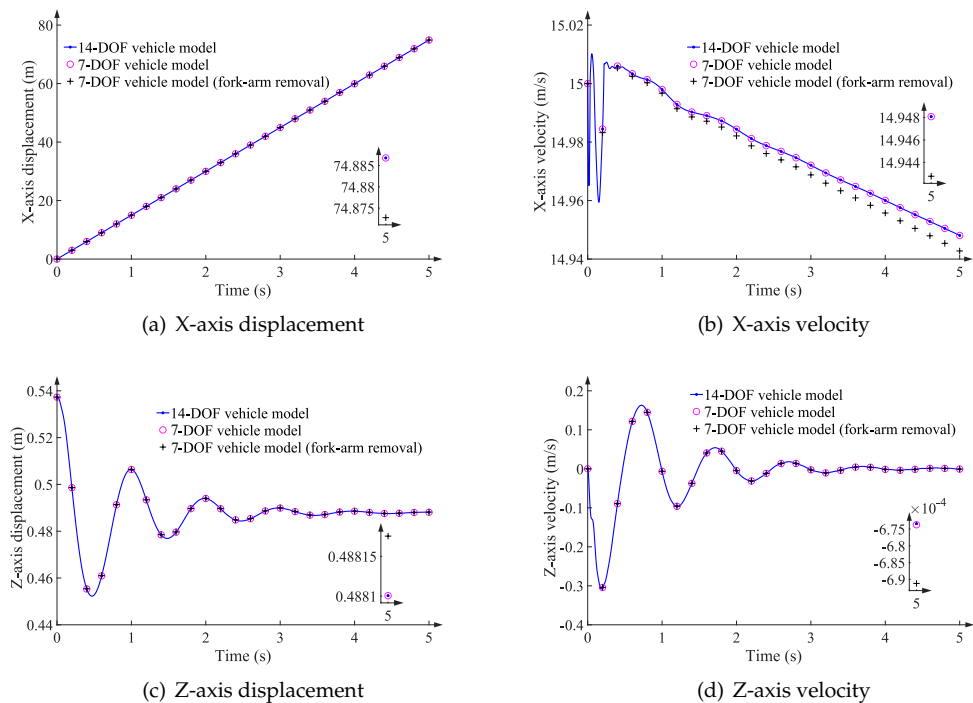 80
60
40
20
0
X-axis displacement (m)
14-DOF vehicle model
7-DOF vehicle model
7-DOF vehicle model (fork-arm removal)
74.885
74.88
74.875
5
0 1 2 3 4 5
Time (s)
(a) X-axis displacement
15.02
15
14.98
14.96
14.94
X-axis velocity (m/s)
14-DOF vehicle model
7-DOF vehicle model
7-DOF vehicle model (fork-arm removal)
14.948
14.946
14.944
5
0 1 2 3 4 5
Time (s)
(b) X-axis velocity
0.54
0.52
0.5
0.48
0.46
0.44
Z-axis displacement (m)
14-DOF vehicle model
7-DOF vehicle model
7-DOF vehicle model (fork-arm removal)
0.48815
0.4881
5
0 1 2 3 4 5
Time (s)
(c) Z-axis displacement
0.2
0.1
0
-0.1
-0.2
-0.3
-0.4
Z-axis velocity (m/s)
14-DOF vehicle model
7-DOF vehicle model
7-DOF vehicle model (fork-arm removal)
×10⁻⁴
-6.75
-6.8
-6.85
-6.9
5
0 1 2 3 4 5
Time (s)
(d) Z-axis velocity